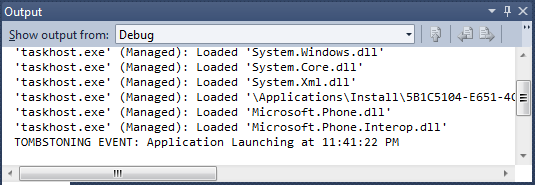 Output
Show output from: Debug
'taskhost.exe' (Managed): Loaded 'System.Windows.dll'
'taskhost.exe' (Managed): Loaded 'System.Core.dll'
'taskhost.exe' (Managed): Loaded 'System.Xml.dll'
'taskhost.exe' (Managed): Loaded '\Applications\Install\5B1C5104-E651-4C
'taskhost.exe' (Managed): Loaded 'Microsoft.Phone.dll'
'taskhost.exe' (Managed): Loaded 'Microsoft.Phone.Interop.dll'
TOMBSTONING EVENT: Application Launching at 11:41:22 PM